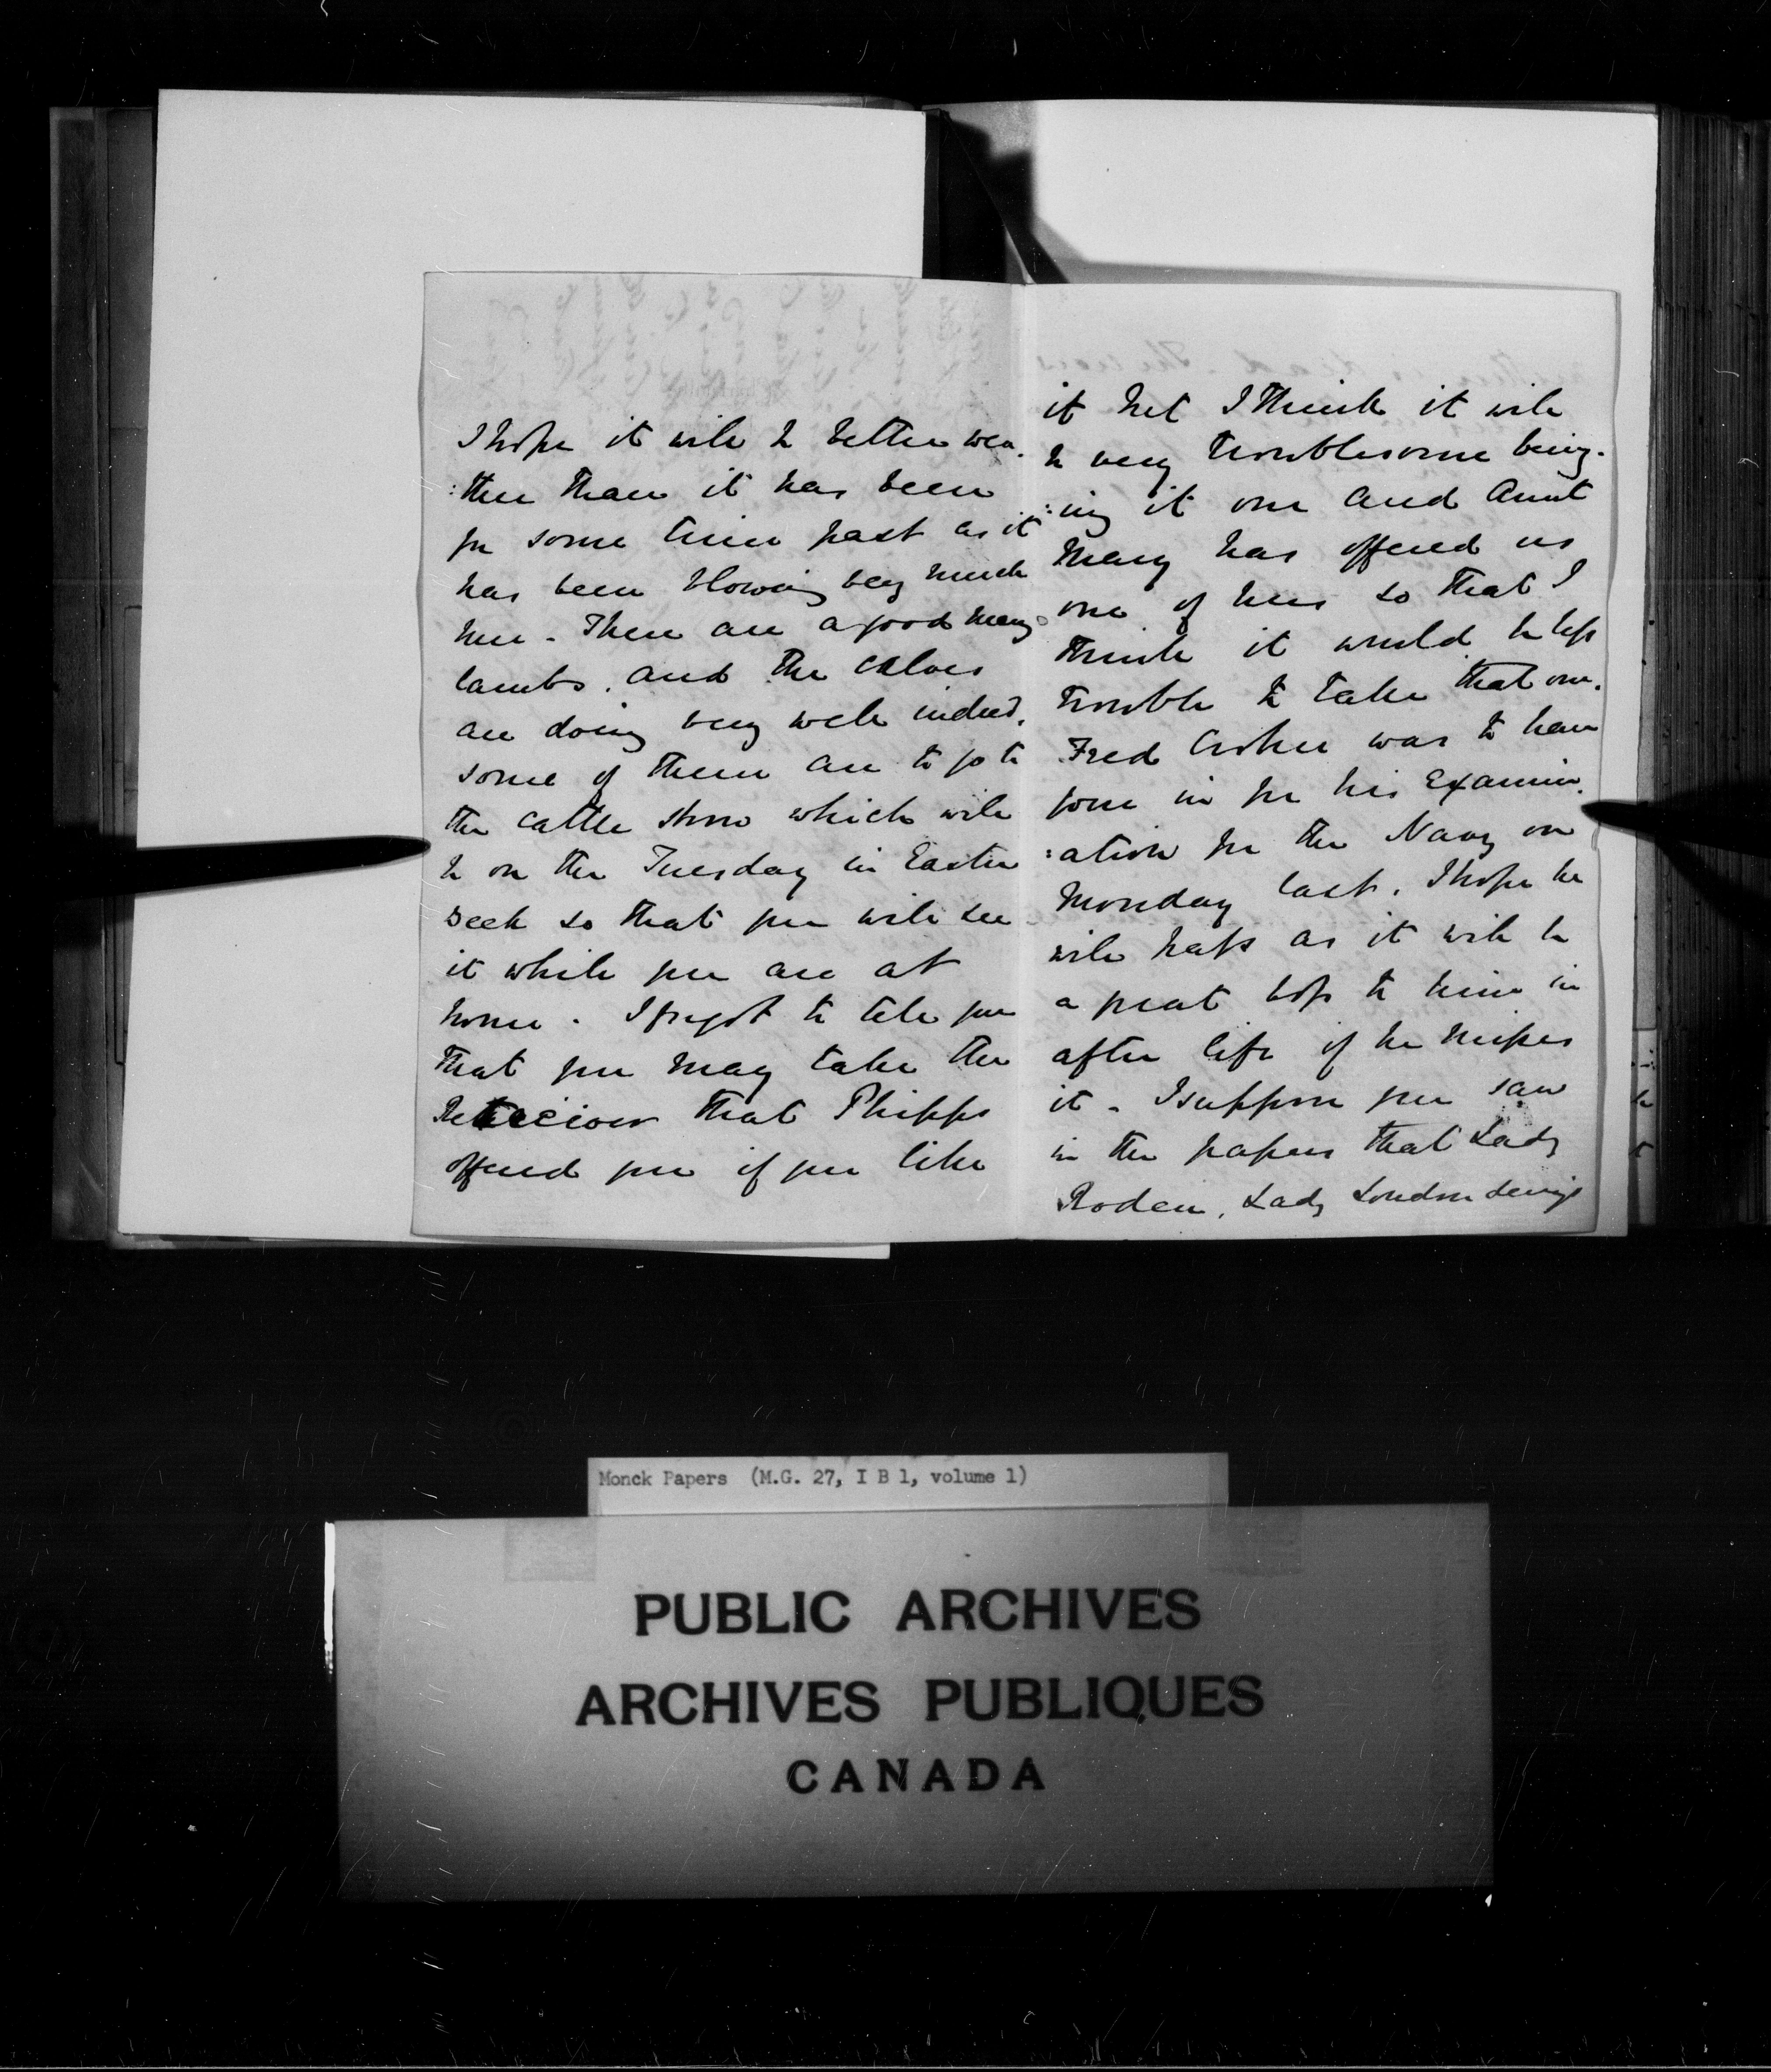 I hope it will be better wea-
:ther than it has been
for some time past as it
has been blowing very much
here - There are a good many
lambs. and the calves
are doing very well indeed.
some of them are to go to
the cattle show which will
be on the Tuesday in Easter
week so that you will see
it while you are at
home - I forgot to tell you
that you may take the
Retreiver that Phipps
offered you if you like
it but I think it will
be very troublesome bring-
:ing it over and Aunt
Mary has offered us
one of hers so that I
think it would be less
trouble to take that one.
Fred was to have
gone in for his Examin-
:ation for the Navy on
Monday last. I hope he
will pass as it will be
a great loss to him in
after life if he misses
it - I suppose you saw
in the papers that Lady
Roden, Lady Londonderry's
Monck Papers (M.G. 27, I B 1, volume 1)
PUBLIC ARCHIVES
ARCHIVES PUBLIQUES
CANADA